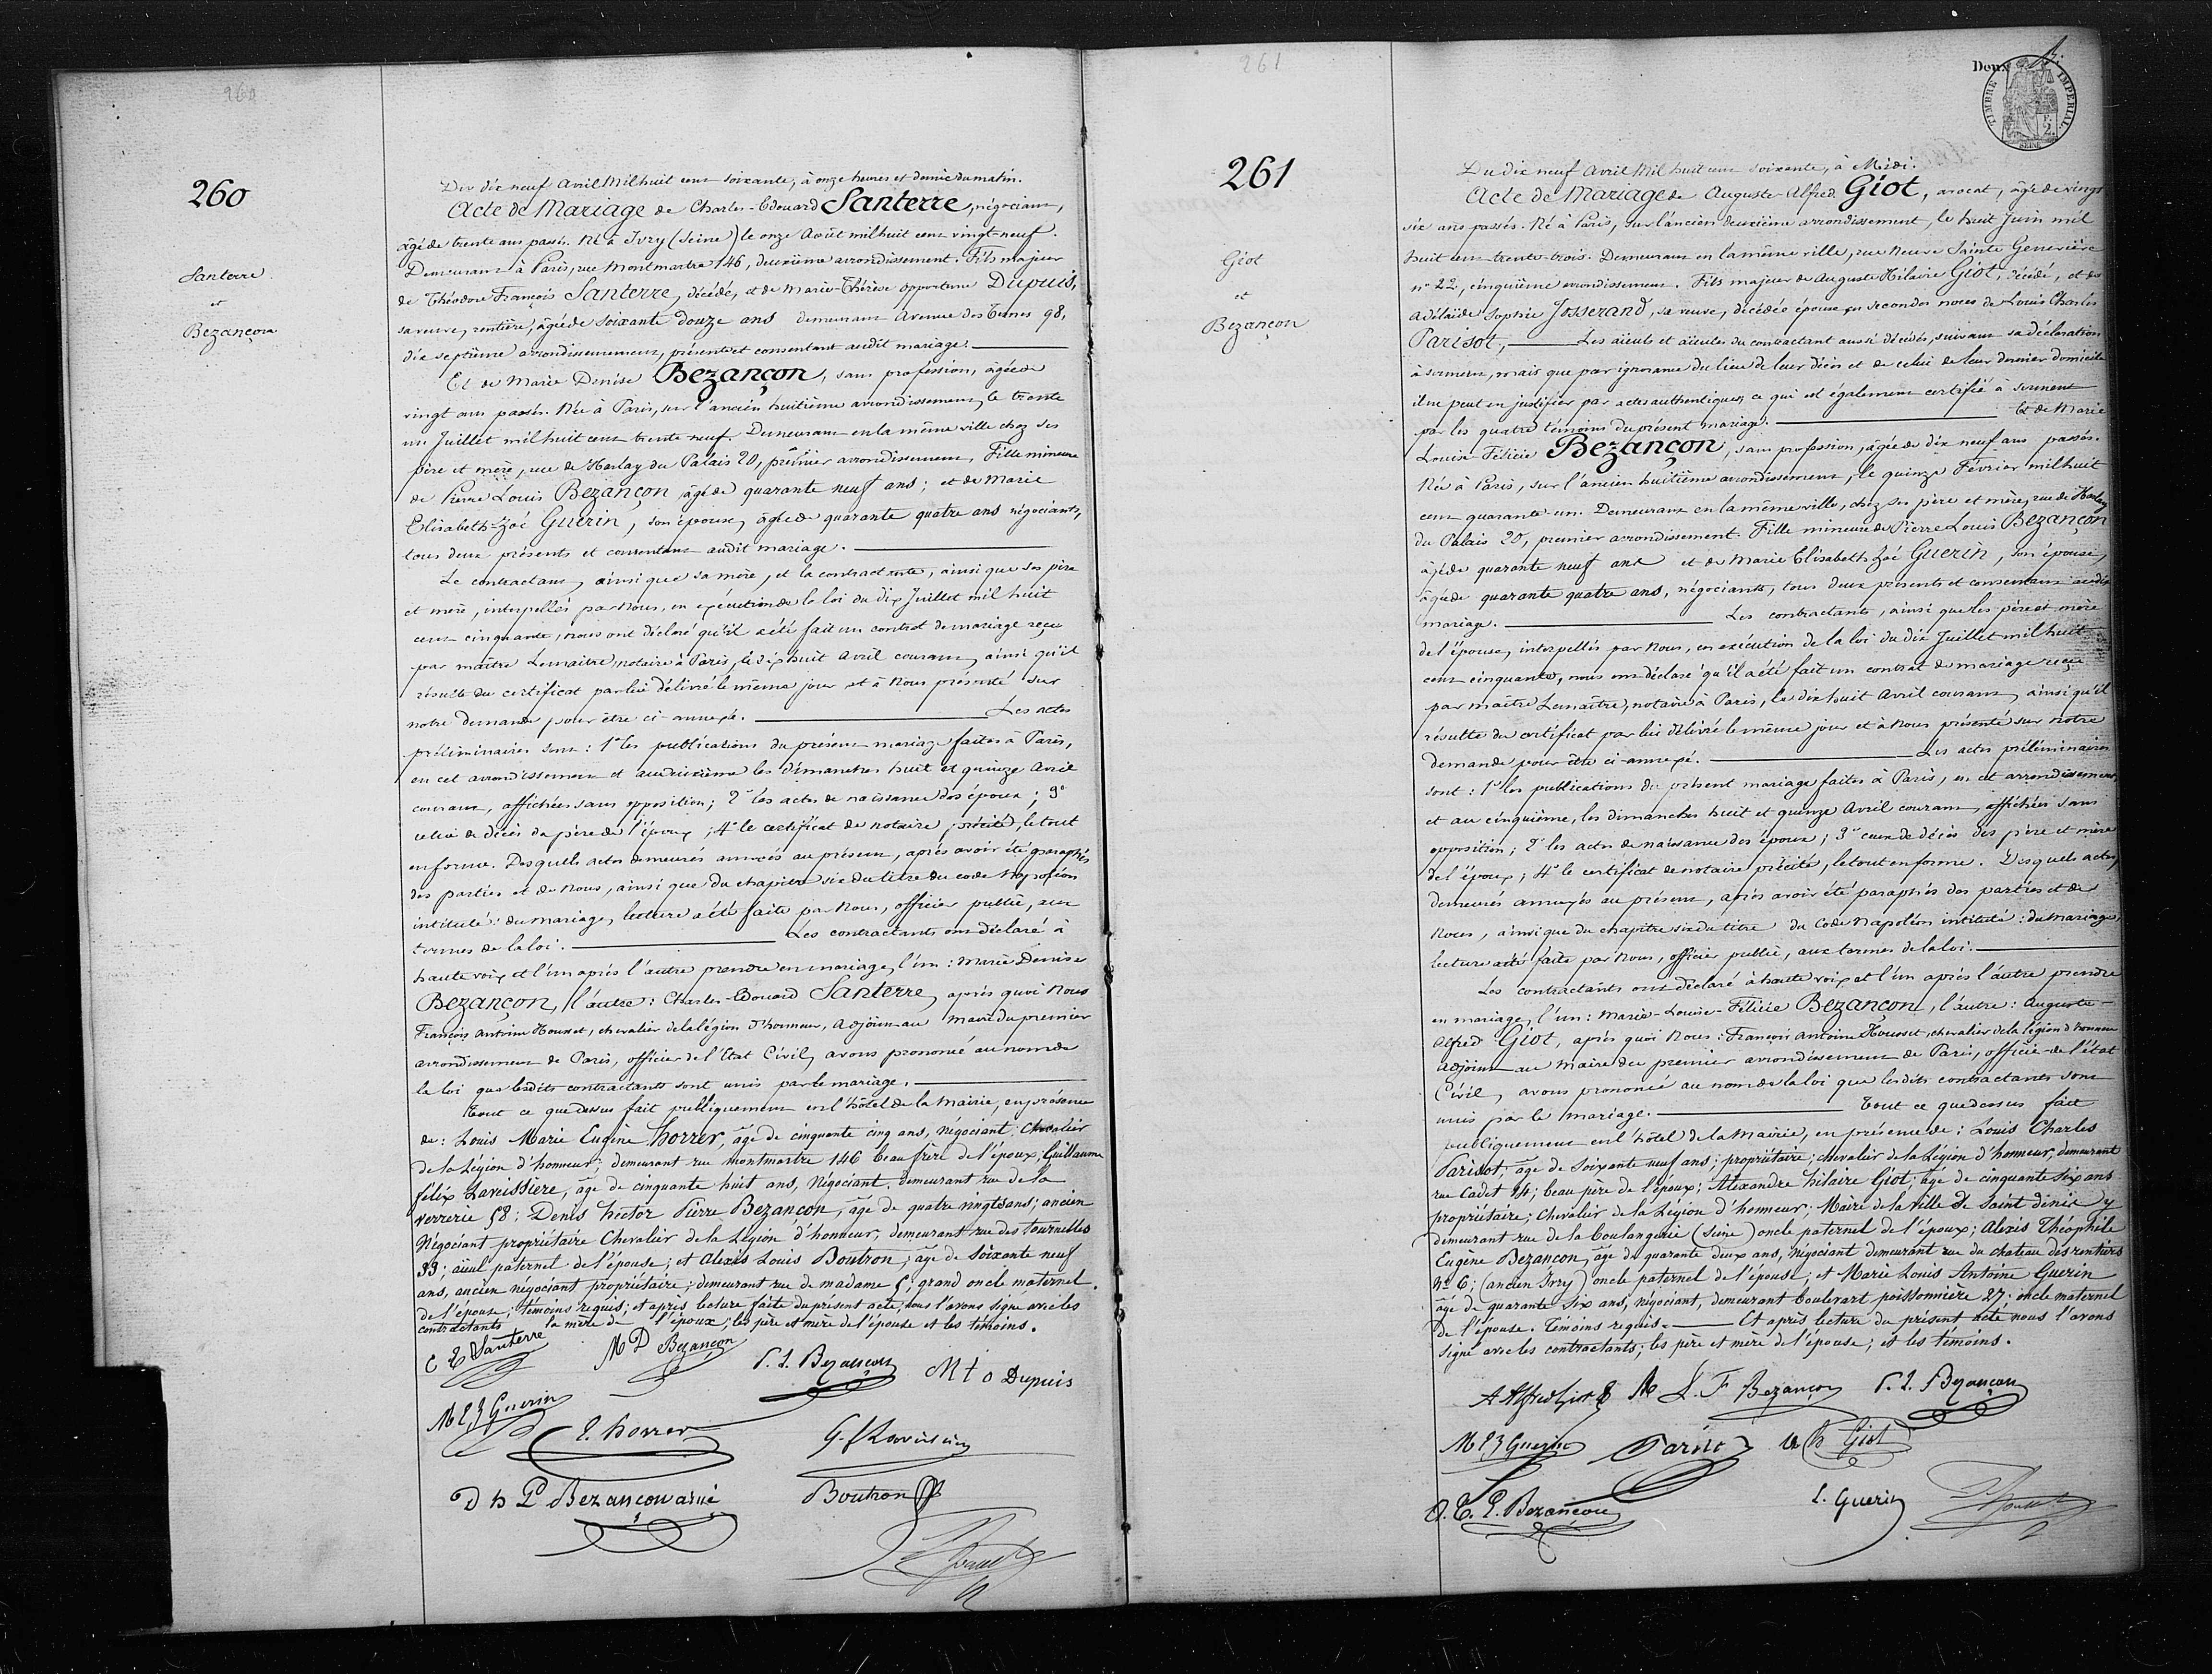 260
260
Santerre
et
Bezançon
Du dix neuf avril Mil huit cent soixante, à onze heures et demie du matin.
Acte de Mariage de Charles-Edouard Santerre, négociant,
âgé de trente ans passés. Né à Ivry (Seine) le onze Août mil huit cent vingt-neuf.
Demeurant à Paris, rue Montmartre 146, deuxième arrondissement. Fils majeur
de Théodore François Santerre, décédé, et de Marie-Thérèse Opportune Dupuis,
sa veuve, rentière, âgée de soixante douze ans demeurant Avenue des Ternes 98,
dix septième arrondissement, présente et consentant audit mariage.
Et de Marie Denise Bezançon, sans profession, âgée de
vingt ans passés. Née à Paris, sur l'ancien huitième arrondissement, le trente
un Juillet mil huit cent trente neuf. Demeurant en la même ville chez ses
père et mère, rue de Harlay du Palais 20, premier arrondissement, Fille mineure
de Pierre Louis Bezançon âgé de quarante neuf ans ; et de Marie
Elisabeth-Zoé Guerin, son épouse, âgée de quarante quatre ans négociants,
tous deux présents et consentant audit mariage.
Le contractant, ainsi que sa mère, et la contractante, ainsi que ses père
et mère, interpellés par Nous, en exécution de la loi du dix Juillet mil huit
cent cinquante, nous ont déclaré qu'il a été fait un contrat de mariage reçu
par maître Lemaitre, notaire à Paris, le dix huit Avril courant, ainsi qu'il
résulte du certificat par lui délivré le même jour et à Nous présenté sur
notre demande pour être ci-annexé. Les actes
préliminaires sont : 1° les publications du présent mariage faites à Paris,
en cet arrondissement et au deuxième les dimanches huit et quinze Avril
courant, affichées sans opposition ; 2° les actes de naissance des époux ; 3°
celui de décès du père de l'époux ; 4° le certificat de notaire précité, le tout
en forme. Desquels actes demeurés annexés au présent, après avoir été paraphés
des parties et de Nous, ainsi que du chapitre six du titre du code Napoléon
intitulé : du mariage, lecture a été faite par Nous, officier public, aux
termes de la loi. Les contractants ont déclaré à
haute voix et l'un après l'autre prendre en mariage, l'un : Marie Denise
Bezançon, l'autre : Charles-Edouard Santerre, après quoi Nous
François Antoine Housset, chevalier de la légion d'honneur, Adjoint au Maire du premier
arrondissement de Paris, officier de l'Etat Civil, avons prononcé au nom de
la loi que lesdits contractants sont unis par le mariage.
Tout ce que dessus fait publiquement en l'hôtel de la Mairie, en présence
de : Louis Marie Eugène horrer, âgé de cinquante cinq ans, négociant, Chevalier
de la Légion d'honneur ; demeurant rue montmartre 146 beau frère de l'époux ; Guillaume
félix Laveissiere, âgé de cinquante huit ans, Négociant, demeurant rue de la
verrerie 58 ; Denis hector Pierre Bezançon, âgé de quatre vingts ans ; ancien
Négociant propriétaire Chevalier de la Légion d'honneur, demeurant rue des tournelles
33 ; aïeul paternel de l'épouse ; et Alexis Louis Boutron, âgé de soixante neuf
ans, ancien négociant propriétaire ; demeurant rue de madame 5, grand oncle maternel
de l'épouse ; témoins requis ; et après lecture faite du présent acte, nous l'avons signé avec les
contractants la mère de l'époux ; les père et mère de l'épouse et les témoins.
C E Santerre M D Bezançon P. L. Bezançon M t o Dupuis
M E Z Guerin E. horrer G. f Laveissière
D h P Bezançon ainé Boutron
261
261
Giot
et
Bezançon
Deux
TIMBRE IMPERIAL
2.
SEINE
Du dix neuf Avril Mil huit cent soixante, à Midi.
Acte de Mariage de Auguste-Alfred Giot, avocat, âgé de vingt
six ans passés. Né à Paris, sur l'ancien deuxième arrondissement, le huit Juin mil
huit cent trente-trois. Demeurant en la même ville, rue Neuve Sainte Geneviève
n° 22, cinquième arrondissement. Fils majeur de Auguste Hilaire Giot, décédé, et de
Adélaïde Sophie Josserand, sa veuve, décédée épouse en secondes noces de Louis Charles
Parisot, Les aïeuls et aïeules du contractant aussi décédés, suivant sa déclaration
à serment, mais que par ignorance du lieu de leur décès et de celui de leur dernier domicile
il ne peut en justifier par actes authentiques, ce qui est également certifié à serment
par les quatre témoins du présent mariage. Et de Marie
Louise-Félicie Bezançon, sans profession, âgée de dix neuf ans passés.
Née à Paris, sur l'ancien huitième arrondissement, le quinze Février mil huit
cent quarante-un. Demeurant en la même ville, chez ses père et mère, rue de Harlay
du Palais 20, premier arrondissement. Fille mineure de Pierre Louis Bezançon
âgé de quarante neuf ans et de Marie Elisabeth Zoé Guerin, son épouse,
âgée de quarante quatre ans, négociants, tous deux présents et consentant audit
mariage. Les contractants, ainsi que les père et mère
de l'épouse, interpellés par Nous, en exécution de la loi du dix Juillet mil huit
cent cinquante, nous ont déclaré qu'il a été fait un contrat de mariage reçu
par maître Lemaître, notaire à Paris, le dix huit Avril courant, ainsi qu'il
résulte du certificat par lui délivré le même jour et à Nous présenté sur notre
demande pour être ci-annexé. Les actes préliminaires
sont : 1° les publications du présent mariage faites à Paris, en cet arrondissement,
et au cinquième, les dimanches huit et quinze Avril courant, affichées sans
opposition ; 2° les actes de naissance des époux ; 3° ceux de décès des père et mère
de l'époux ; 4° le certificat de notaire précité, le tout en forme. Desquels actes,
demeurés annexés au présent, après avoir été paraphés des parties et de
Nous, ainsi que du chapitre six du titre du Code Napoléon intitulé : du Mariage,
lecture a été faite par Nous, officier public, aux termes de la loi.
Les contractants ont déclaré à haute voix et l'un après l'autre prendre
en mariage, l'un : Marie-Louise-Félicie Bezançon, l'autre : Auguste-
Alfred Giot, après quoi Nous : François Antoine Housset, chevalier de la légion d'honneur
Adjoint au Maire du premier arrondissement de Paris, officier de l'état
Civil, avons prononcé au nom de la loi que lesdits contractants sont
unis par le mariage. Tout ce que dessus fait
publiquement en l'hôtel de la Mairie, en présence de : Louis Charles
Parisot, âgé de soixante neuf ans ; propriétaire ; chevalier de la Légion d'honneur, demeurant
rue Cadet 14 ; beau père de l'époux ; Alexandre hilaire Giot ; âgé de cinquante six ans
propriétaire ; Chevalier de la Légion d'honneur ; Maire de la ville de Saint Denis y
demeurant rue de la boulangerie (seine) oncle paternel de l'époux ; Alexis Théophile
Eugène Bezançon, âgé de quarante deux ans, Négociant demeurant rue du chateau des rentiers
N° 6 ; (ancien Ivry) oncle paternel de l'épouse ; et Marie Louis Antoine Guerin
âgé de quarante six ans, négociant, demeurant boulevart poissonnière 27. oncle maternel
de l'épouse. Témoins requis. Et après lecture du présent acte nous l'avons
signé avec les contractants ; les père et mère de l'épouse ; et les témoins.
A Alfred Giot M. L. F Bezançon P. L. Bezançon
M E Z Guerin Parisot A h Giot
A. T. E. Bezançon L. Guerin